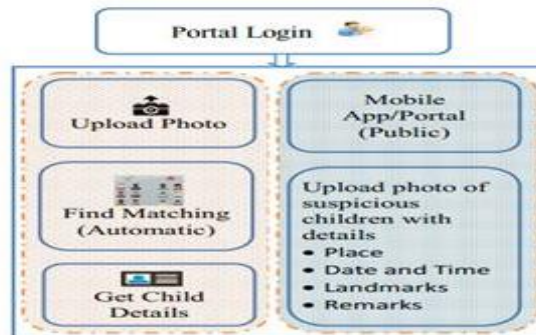 Portal Login
Upload Photo
Find Matching
(Automatic)
Get Child
Details
Mobile
App/Portal
(Public)
Upload photo of
suspicious
children with
details
• Place
• Date and Time
• Landmarks
• Remarks